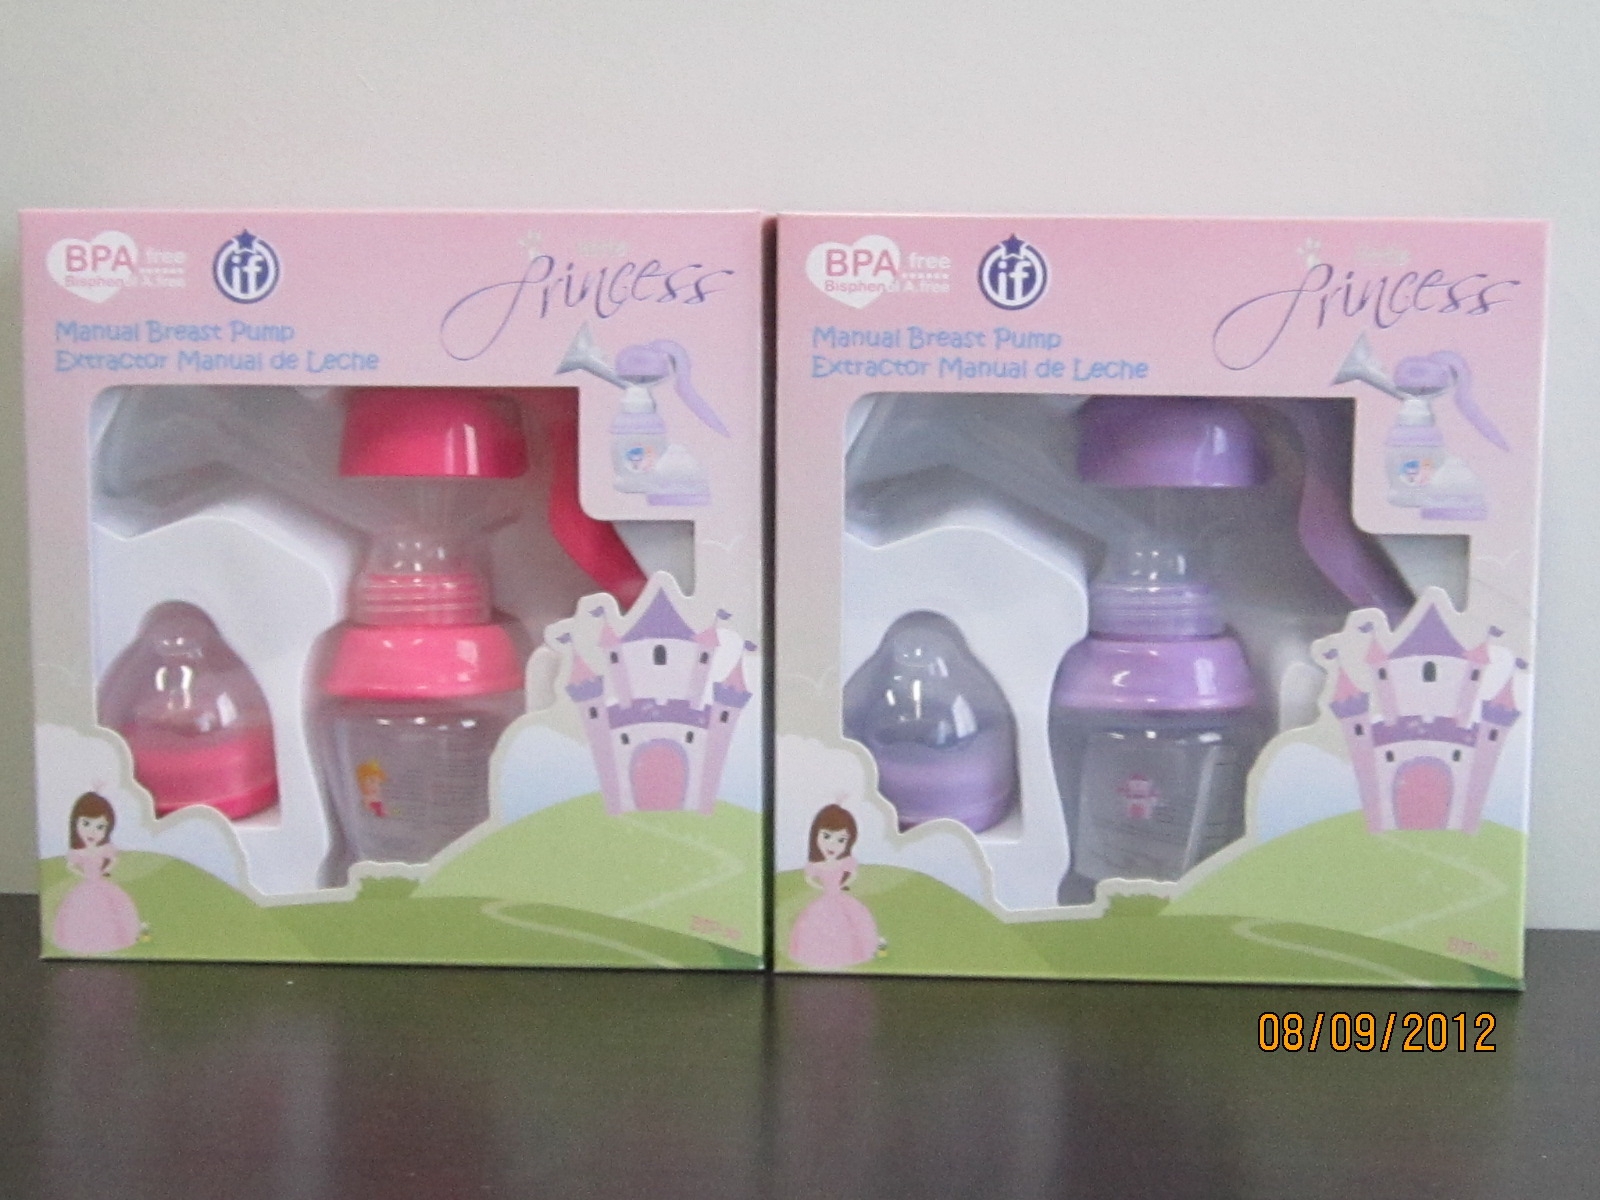 BPA free
Bisphenol A.free
if
Princess
Manual Breast Pump
Extractor Manual de Leche
BPA free
Bisphenol A.free
if
Princess
Manual Breast Pump
Extractor Manual de Leche
08/09/2012